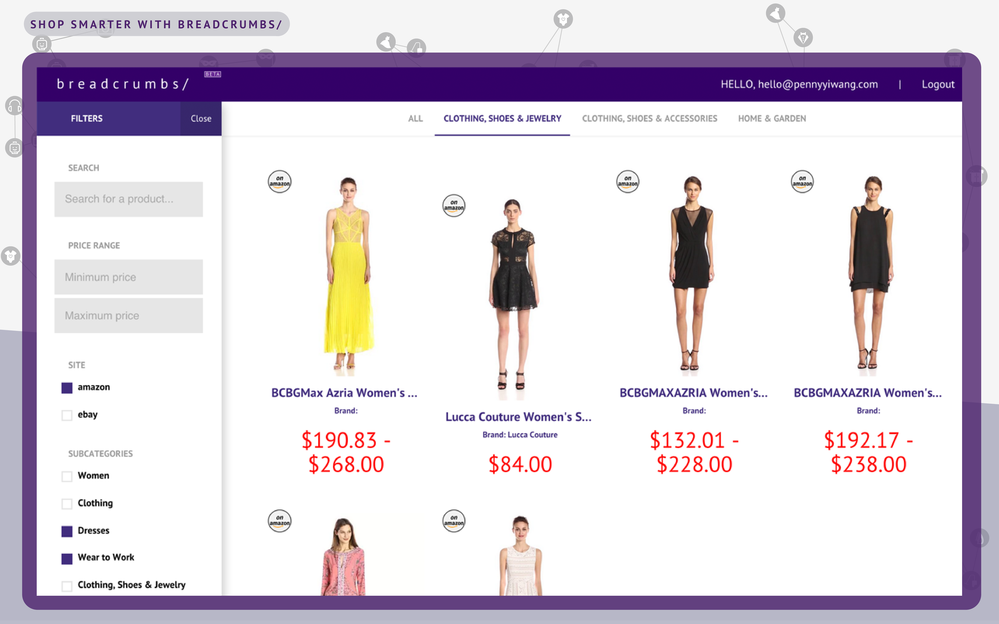 SHOP SMARTER WITH BREADCRUMBS/
breadcrumbs/
BETA
HELLO, hello@pennyyiwang.com | Logout
FILTERS
Close
ALL
CLOTHING, SHOES & JEWELRY
CLOTHING, SHOES & ACCESSORIES
HOME & GARDEN
SEARCH
Search for a product...
PRICE RANGE
Minimum price
Maximum price
SITE
amazon
ebay
SUBCATEGORIES
Women
Clothing
Dresses
Wear to Work
Clothing, Shoes & Jewelry
on
amazon
BCBGMax Azria Women's ...
Brand:
$190.83 -
$268.00
on
amazon
Lucca Couture Women's S...
Brand: Lucca Couture
$84.00
on
amazon
BCBGMAXAZRIA Women's...
Brand:
$132.01 -
$228.00
on
amazon
BCBGMAXAZRIA Women's...
Brand:
$192.17 -
$238.00
on
amazon
on
amazon